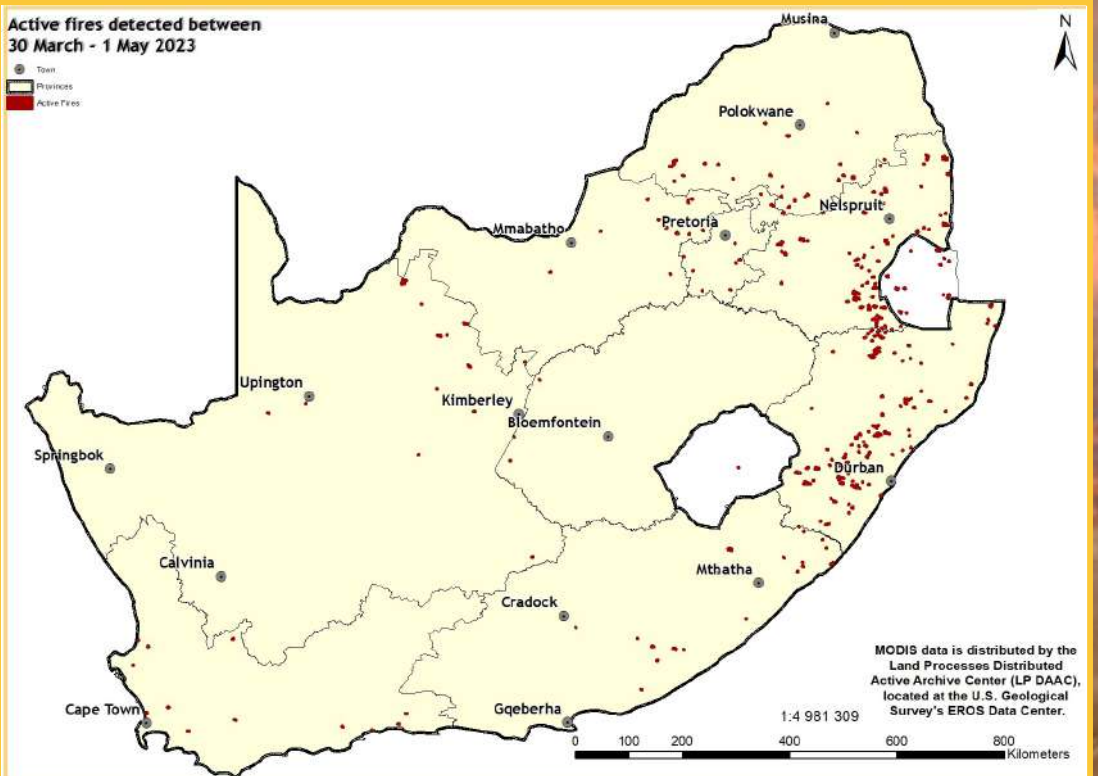 Active fires detected between
30 March - 1 May 2023
Town
Provinces
Active Fires
N
Musina
Polokwane
Nelspruit
Pretoria
Mmabatho
Upington
Kimberley
Bloemfontein
Springbok
Durban
Calvinia
Mthatha
Cradock
Cape Town
Gqeberha
MODIS data is distributed by the
Land Processes Distributed
Active Archive Center (LP DAAC),
located at the U.S. Geological
Survey's EROS Data Center.
1:4 981 309
0 100 200 400 600 800
Kilometers